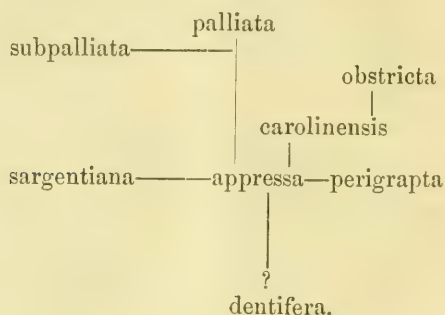 palliata
subpalliata
obstricta
carolinensis
sargentiana appressa perigrapta
?
dentifera.